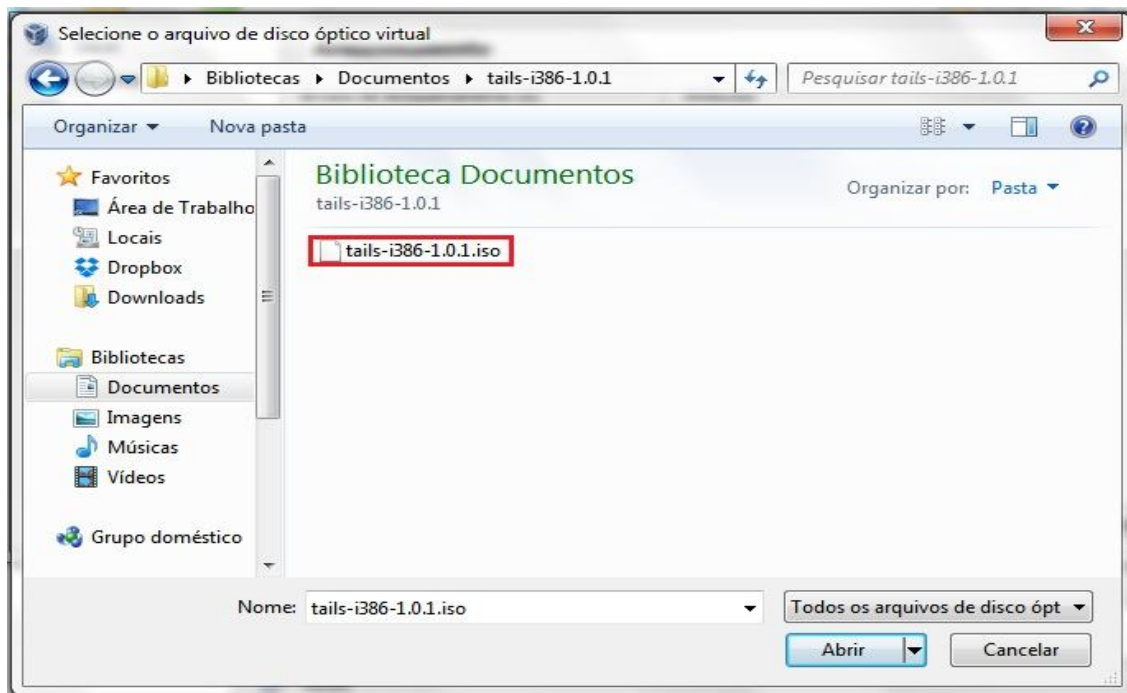 Selecione o arquivo de disco óptico virtual
Bibliotecas Documentos tails-i386-1.0.1
Pesquisar tails-i386-1.0.1
Organizar Nova pasta
Favoritos
Área de Trabalho
Locais
Dropbox
Downloads
Bibliotecas
Documentos
Imagens
Músicas
Vídeos
Grupo doméstico
Biblioteca Documentos
tails-i386-1.0.1
Organizar por: Pasta
tails-i386-1.0.1.iso
Nome: tails-i386-1.0.1.iso
Todos os arquivos de disco ópt
Abrir Cancelar